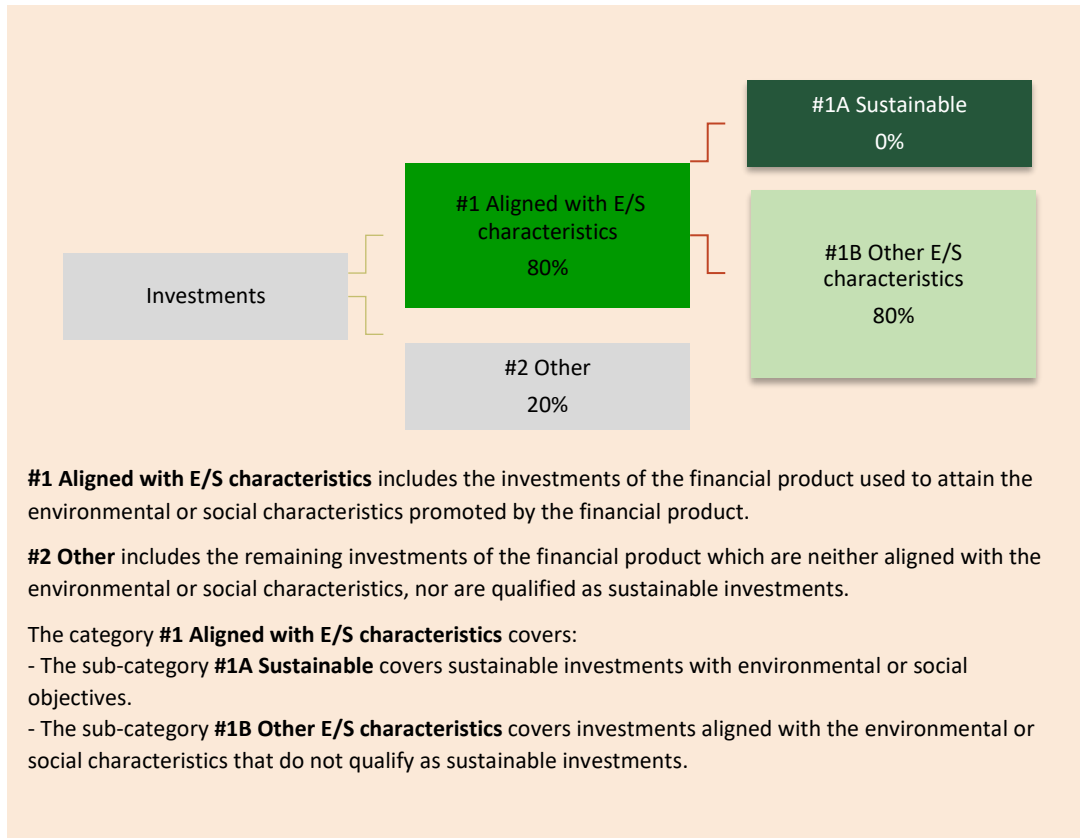 #1A Sustainable
0%
#1 Aligned with E/S
characteristics
80%
#1B Other E/S
characteristics
80%
Investments
#2 Other
20%
#1 Aligned with E/S characteristics includes the investments of the financial product used to attain the
environmental or social characteristics promoted by the financial product.
#2 Other includes the remaining investments of the financial product which are neither aligned with the
environmental or social characteristics, nor are qualified as sustainable investments.
The category #1 Aligned with E/S characteristics covers:
- The sub-category #1A Sustainable covers sustainable investments with environmental or social
objectives.
- The sub-category #1B Other E/S characteristics covers investments aligned with the environmental or
social characteristics that do not qualify as sustainable investments.